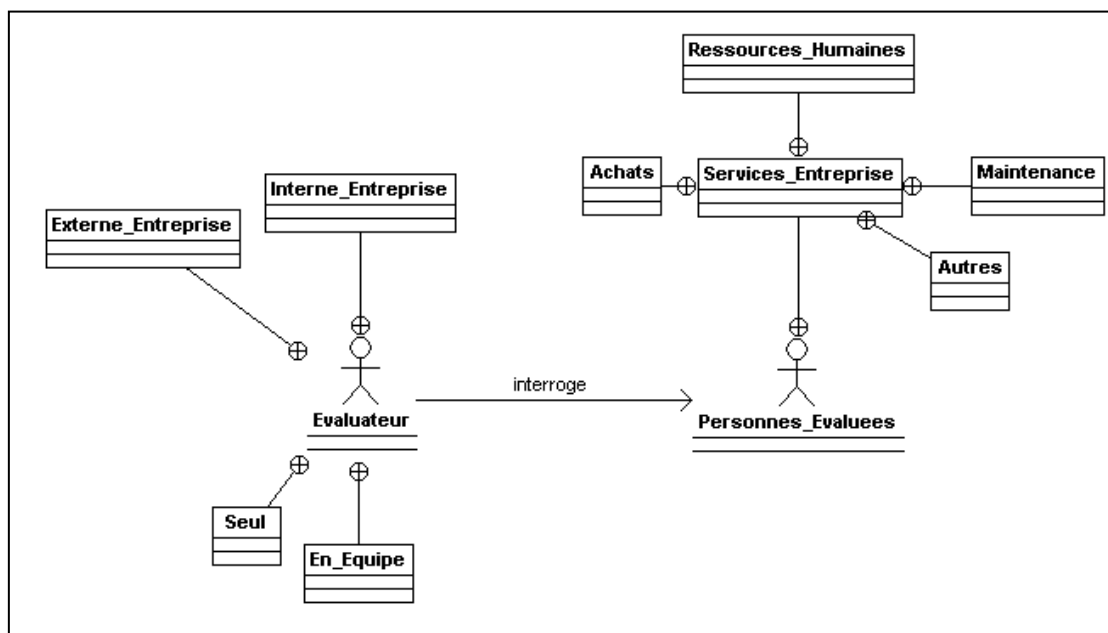 Ressources_Humaines
Achats
Services_Entreprise
Maintenance
Interne_Entreprise
Externe_Entreprise
Autres
interroge
Evaluateur
Personnes_Evaluees
Seul
En_Equipe